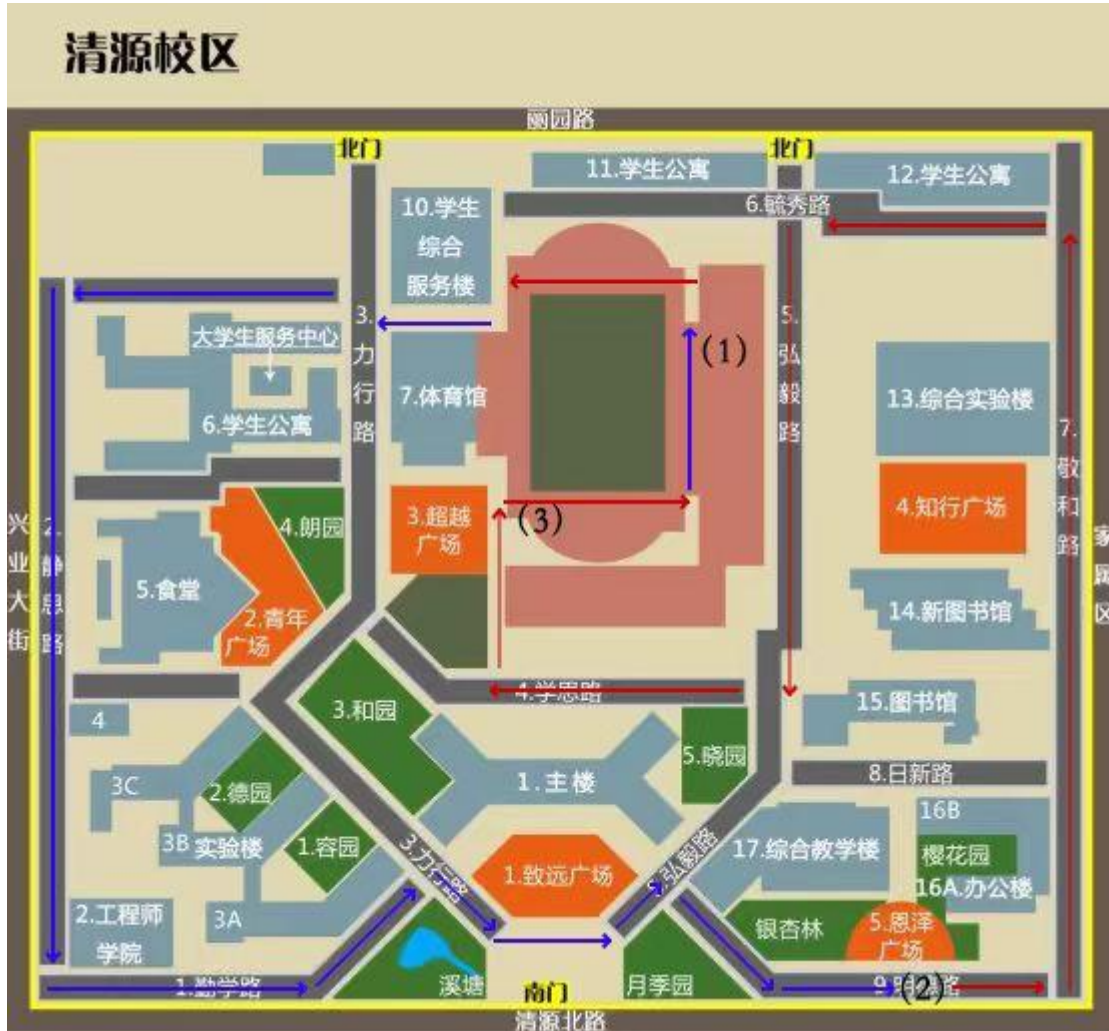 清源校区
丽园路
北门
北门
11.学生公寓
12.学生公寓
10.学生
综合
服务楼
6.毓秀路
3.力行路
大学生服务中心
7.体育馆
(1)
5.弘毅路
13.综合实验楼
6.学生公寓
7.敬和路
4.知行广场
3.超越
广场
(3)
4.朗园
兴业大街
2.静思路
5.食堂
2.青年
广场
14.新图书馆
家属区
4.学思路
3.和园
15.图书馆
4
5.晓园
1.主楼
8.日新路
3C
2.德园
16B
3B
实验楼
1.容园
3.力行路
1.致远广场
5.弘毅路
17.综合教学楼
樱花园
16A.办公楼
2.工程师
学院
3A
银杏林
5.恩泽
广场
1.勤学路
溪塘
南门
月季园
(2)
清源北路